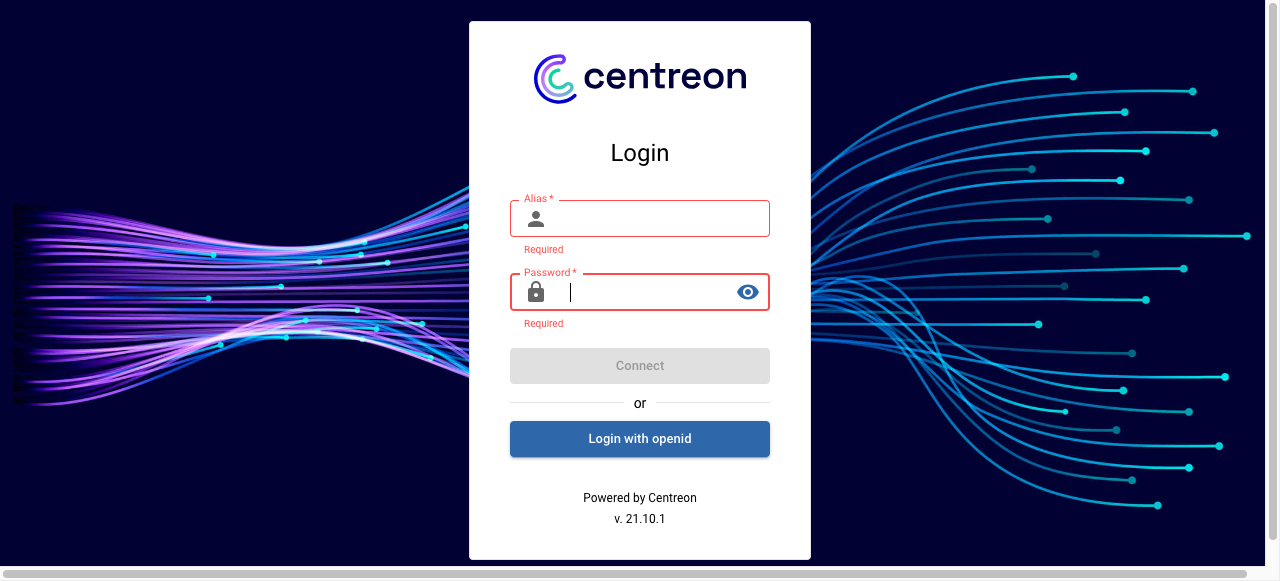 centreon
Login
Alias *
Required
Password *
Required
Connect
or
Login with openid
Powered by Centreon
v. 21.10.1